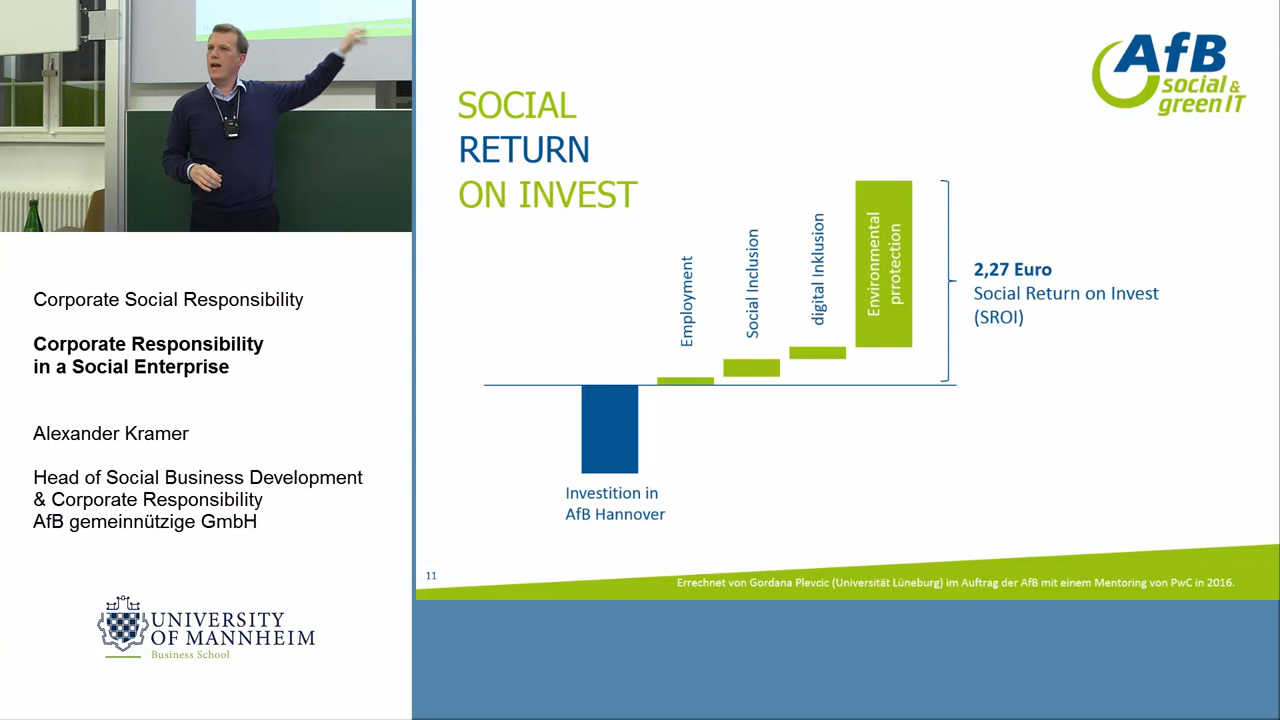 Corporate Social Responsibility
Corporate Responsibility
in a Social Enterprise
Alexander Kramer
Head of Social Business Development
& Corporate Responsibility
AfB gemeinnützige GmbH
UNIVERSITY
OF MANNHEIM
Business School
AfB
social &
green IT
SOCIAL
RETURN
ON INVEST
Employment
Social Inclusion
digital Inklusion
Environmental
prrotection
2,27 Euro
Social Return on Invest
(SROI)
Investition in
AfB Hannover
11
Errechnet von Gordana Plevcic (Universität Lüneburg) im Auftrag der AfB mit einem Mentoring von PwC in 2016.